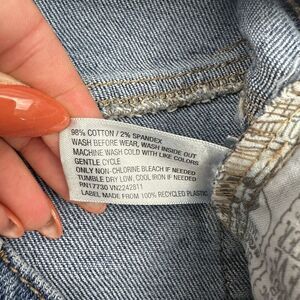 98% COTTON / 2% SPANDEX
WASH BEFORE WEAR, WASH INSIDE OUT
MACHINE WASH COLD WITH LIKE COLORS
GENTLE CYCLE
ONLY NON-CHLORINE BLEACH IF NEEDED
TUMBLE DRY LOW, COOL IRON IF NEEDED
RN17730 VN2242811
LABEL MADE FROM 100% RECYCLED PLASTIC